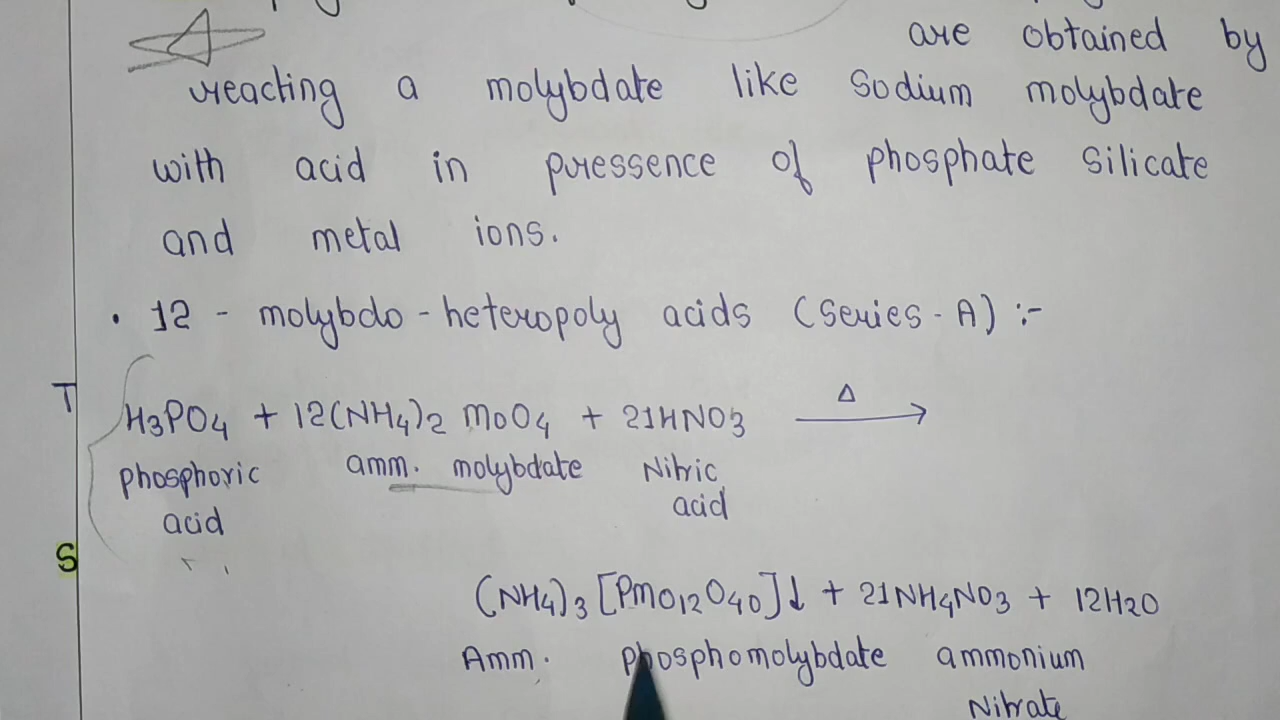 are obtained by
reacting a molybdate like Sodium molybdate
with acid in pressence of phosphate silicate
and metal ions.
• 12 - molybdo - heteropoly acids (Series - A) :-
T
H3PO4 + 12(NH4)2 MoO4 + 21HNO3 Δ →
phosphoric amm. molybdate Nitric
acid acid
S
(NH4)3 [PMo12O40]↓ + 21NH4NO3 + 12H2O
Amm. phosphomolybdate ammonium
Nitrate